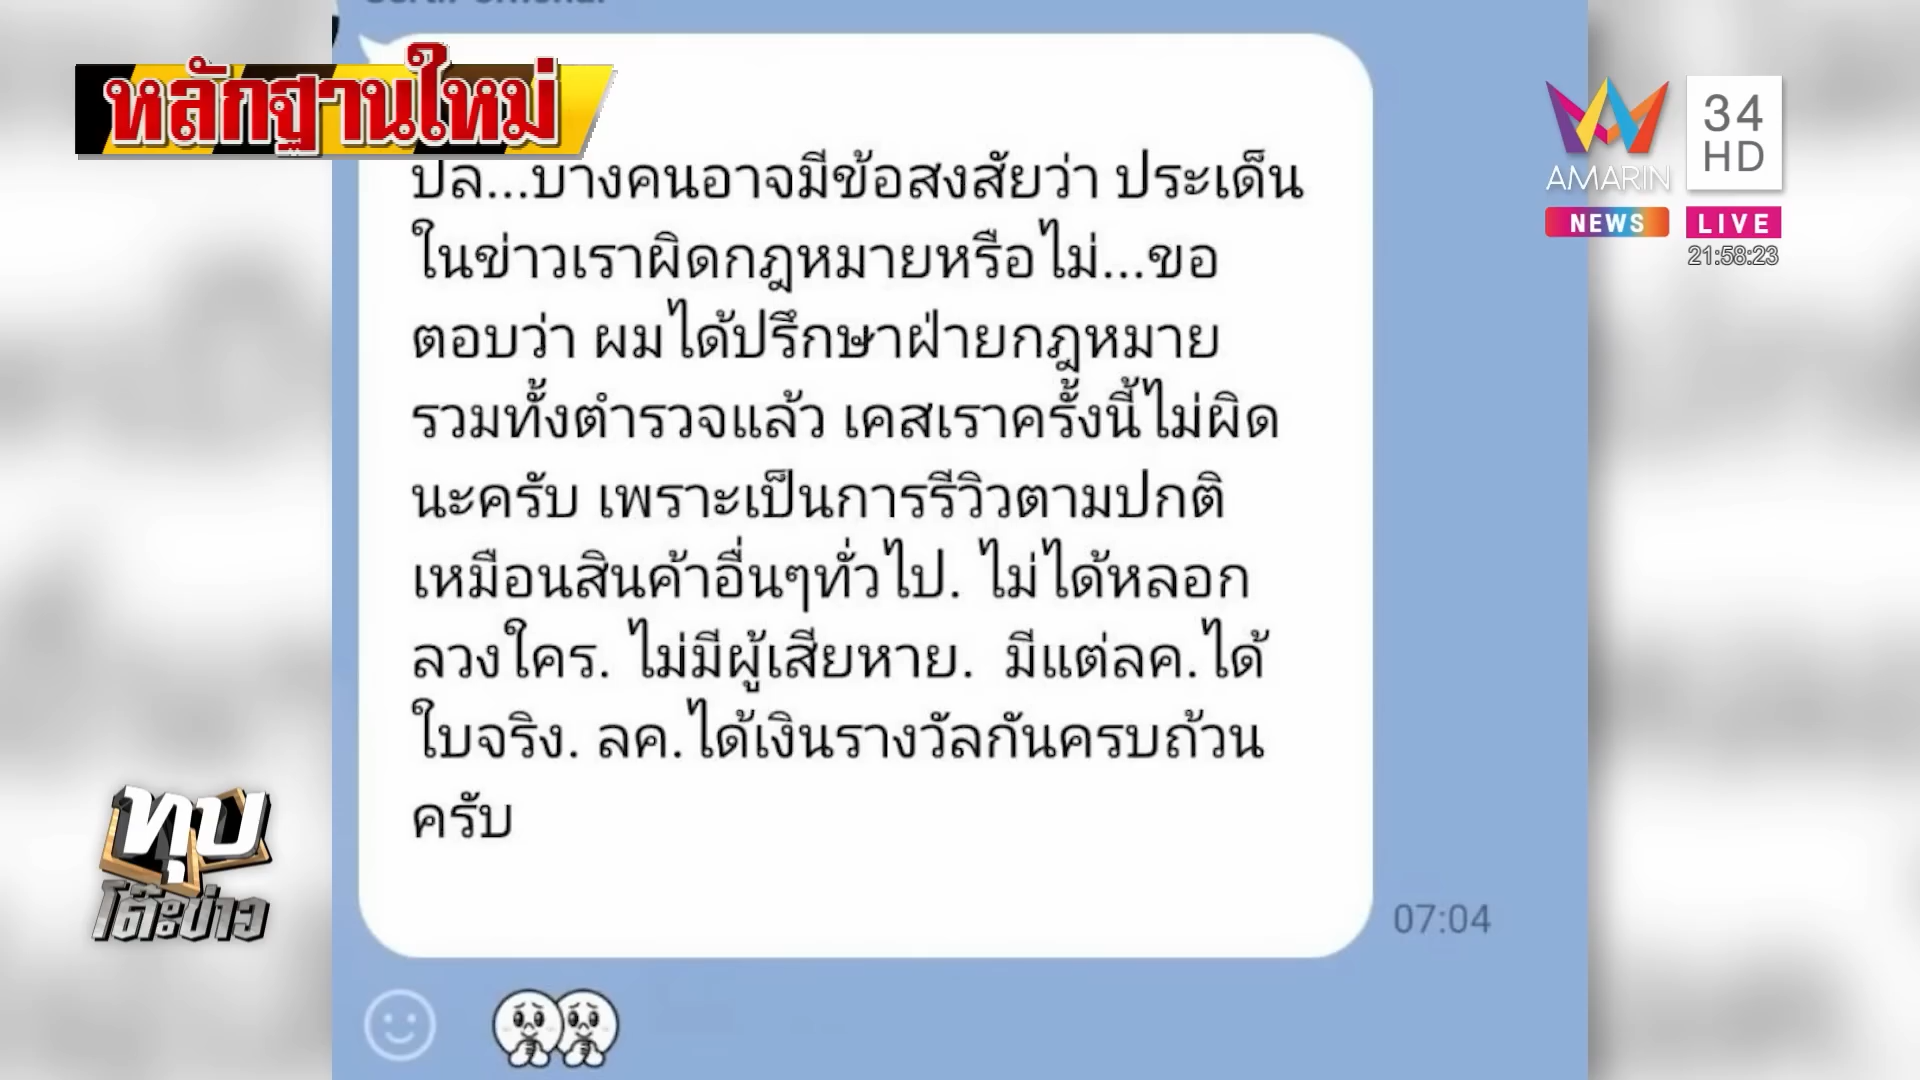 หลักฐานใหม่
AMARIN
34
HD
NEWS
LIVE
21:58:23
ปล...บางคนอาจมีข้อสงสัยว่า ประเด็น
ในข่าวเราผิดกฎหมายหรือไม่...ขอ
ตอบว่า ผมได้ปรึกษาฝ่ายกฎหมาย
รวมทั้งตำรวจแล้ว เคสเราครั้งนี้ไม่ผิด
นะครับ เพราะเป็นการรีวิวตามปกติ
เหมือนสินค้าอื่นๆทั่วไป. ไม่ได้หลอก
ลวงใคร. ไม่มีผู้เสียหาย.  มีแต่ลค.ได้
ใบจริง. ลค.ได้เงินรางวัลกันครบถ้วน
ครับ
07:04
ทุบ
โต๊ะข่าว